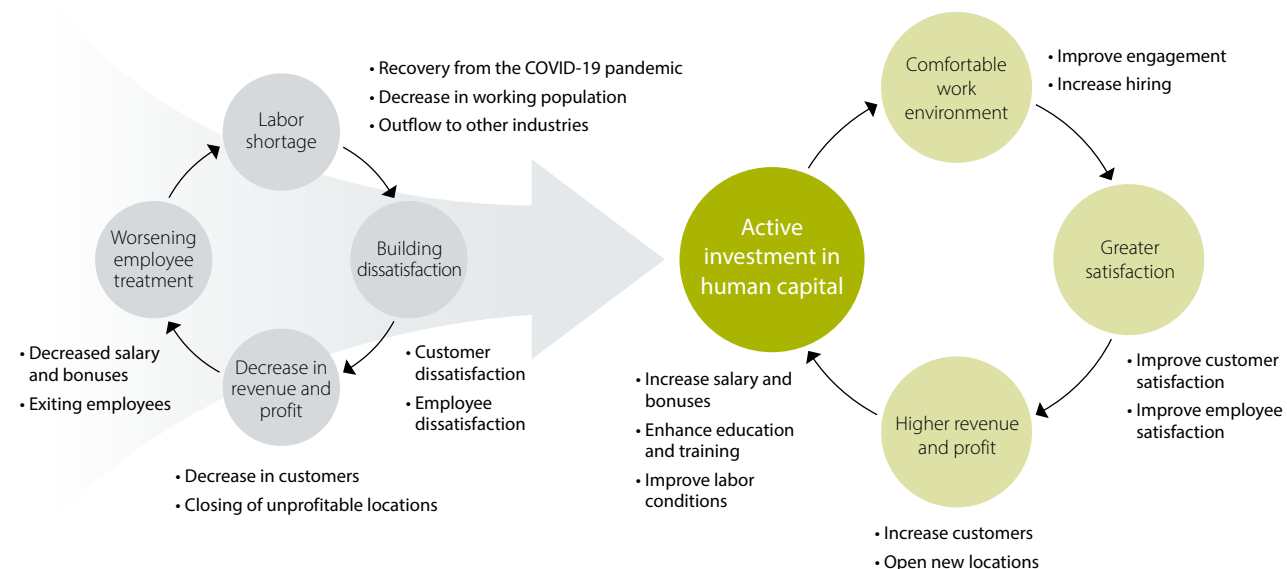 • Recovery from the COVID-19 pandemic
• Decrease in working population
• Outflow to other industries
Labor
shortage
Building
dissatisfaction
• Customer
dissatisfaction
• Employee
dissatisfaction
Decrease in
revenue and
profit
• Decrease in customers
• Closing of unprofitable locations
Worsening
employee
treatment
• Decreased salary
and bonuses
• Exiting employees
Active
investment in
human capital
• Increase salary and
bonuses
• Enhance education
and training
• Improve labor
conditions
Comfortable
work
environment
• Improve engagement
• Increase hiring
Greater
satisfaction
• Improve customer
satisfaction
• Improve employee
satisfaction
Higher revenue
and profit
• Increase customers
• Open new locations